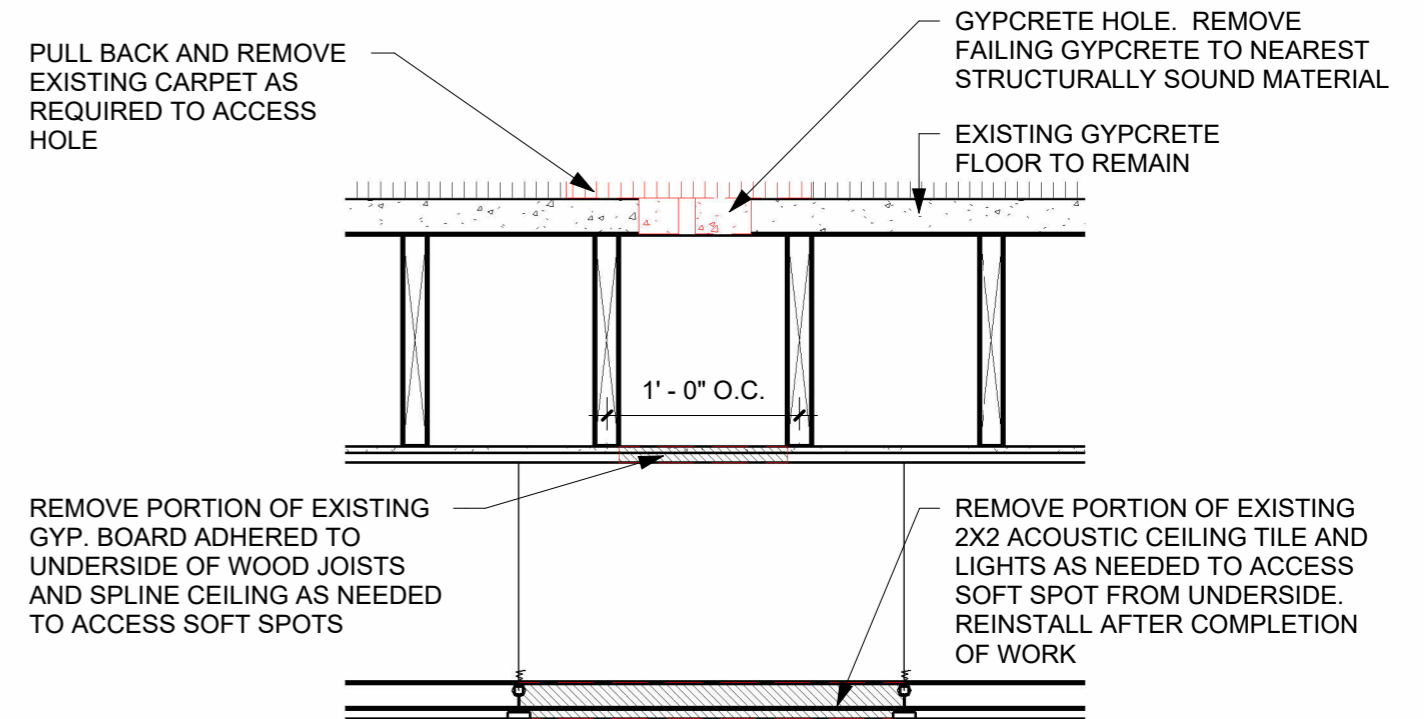 PULL BACK AND REMOVE
EXISTING CARPET AS
REQUIRED TO ACCESS
HOLE
GYPCRETE HOLE. REMOVE
FAILING GYPCRETE TO NEAREST
STRUCTURALLY SOUND MATERIAL
EXISTING GYPCRETE
FLOOR TO REMAIN
1' - 0" O.C.
REMOVE PORTION OF EXISTING
GYP. BOARD ADHERED TO
UNDERSIDE OF WOOD JOISTS
AND SPLINE CEILING AS NEEDED
TO ACCESS SOFT SPOTS
REMOVE PORTION OF EXISTING
2X2 ACOUSTIC CEILING TILE AND
LIGHTS AS NEEDED TO ACCESS
SOFT SPOT FROM UNDERSIDE.
REINSTALL AFTER COMPLETION
OF WORK